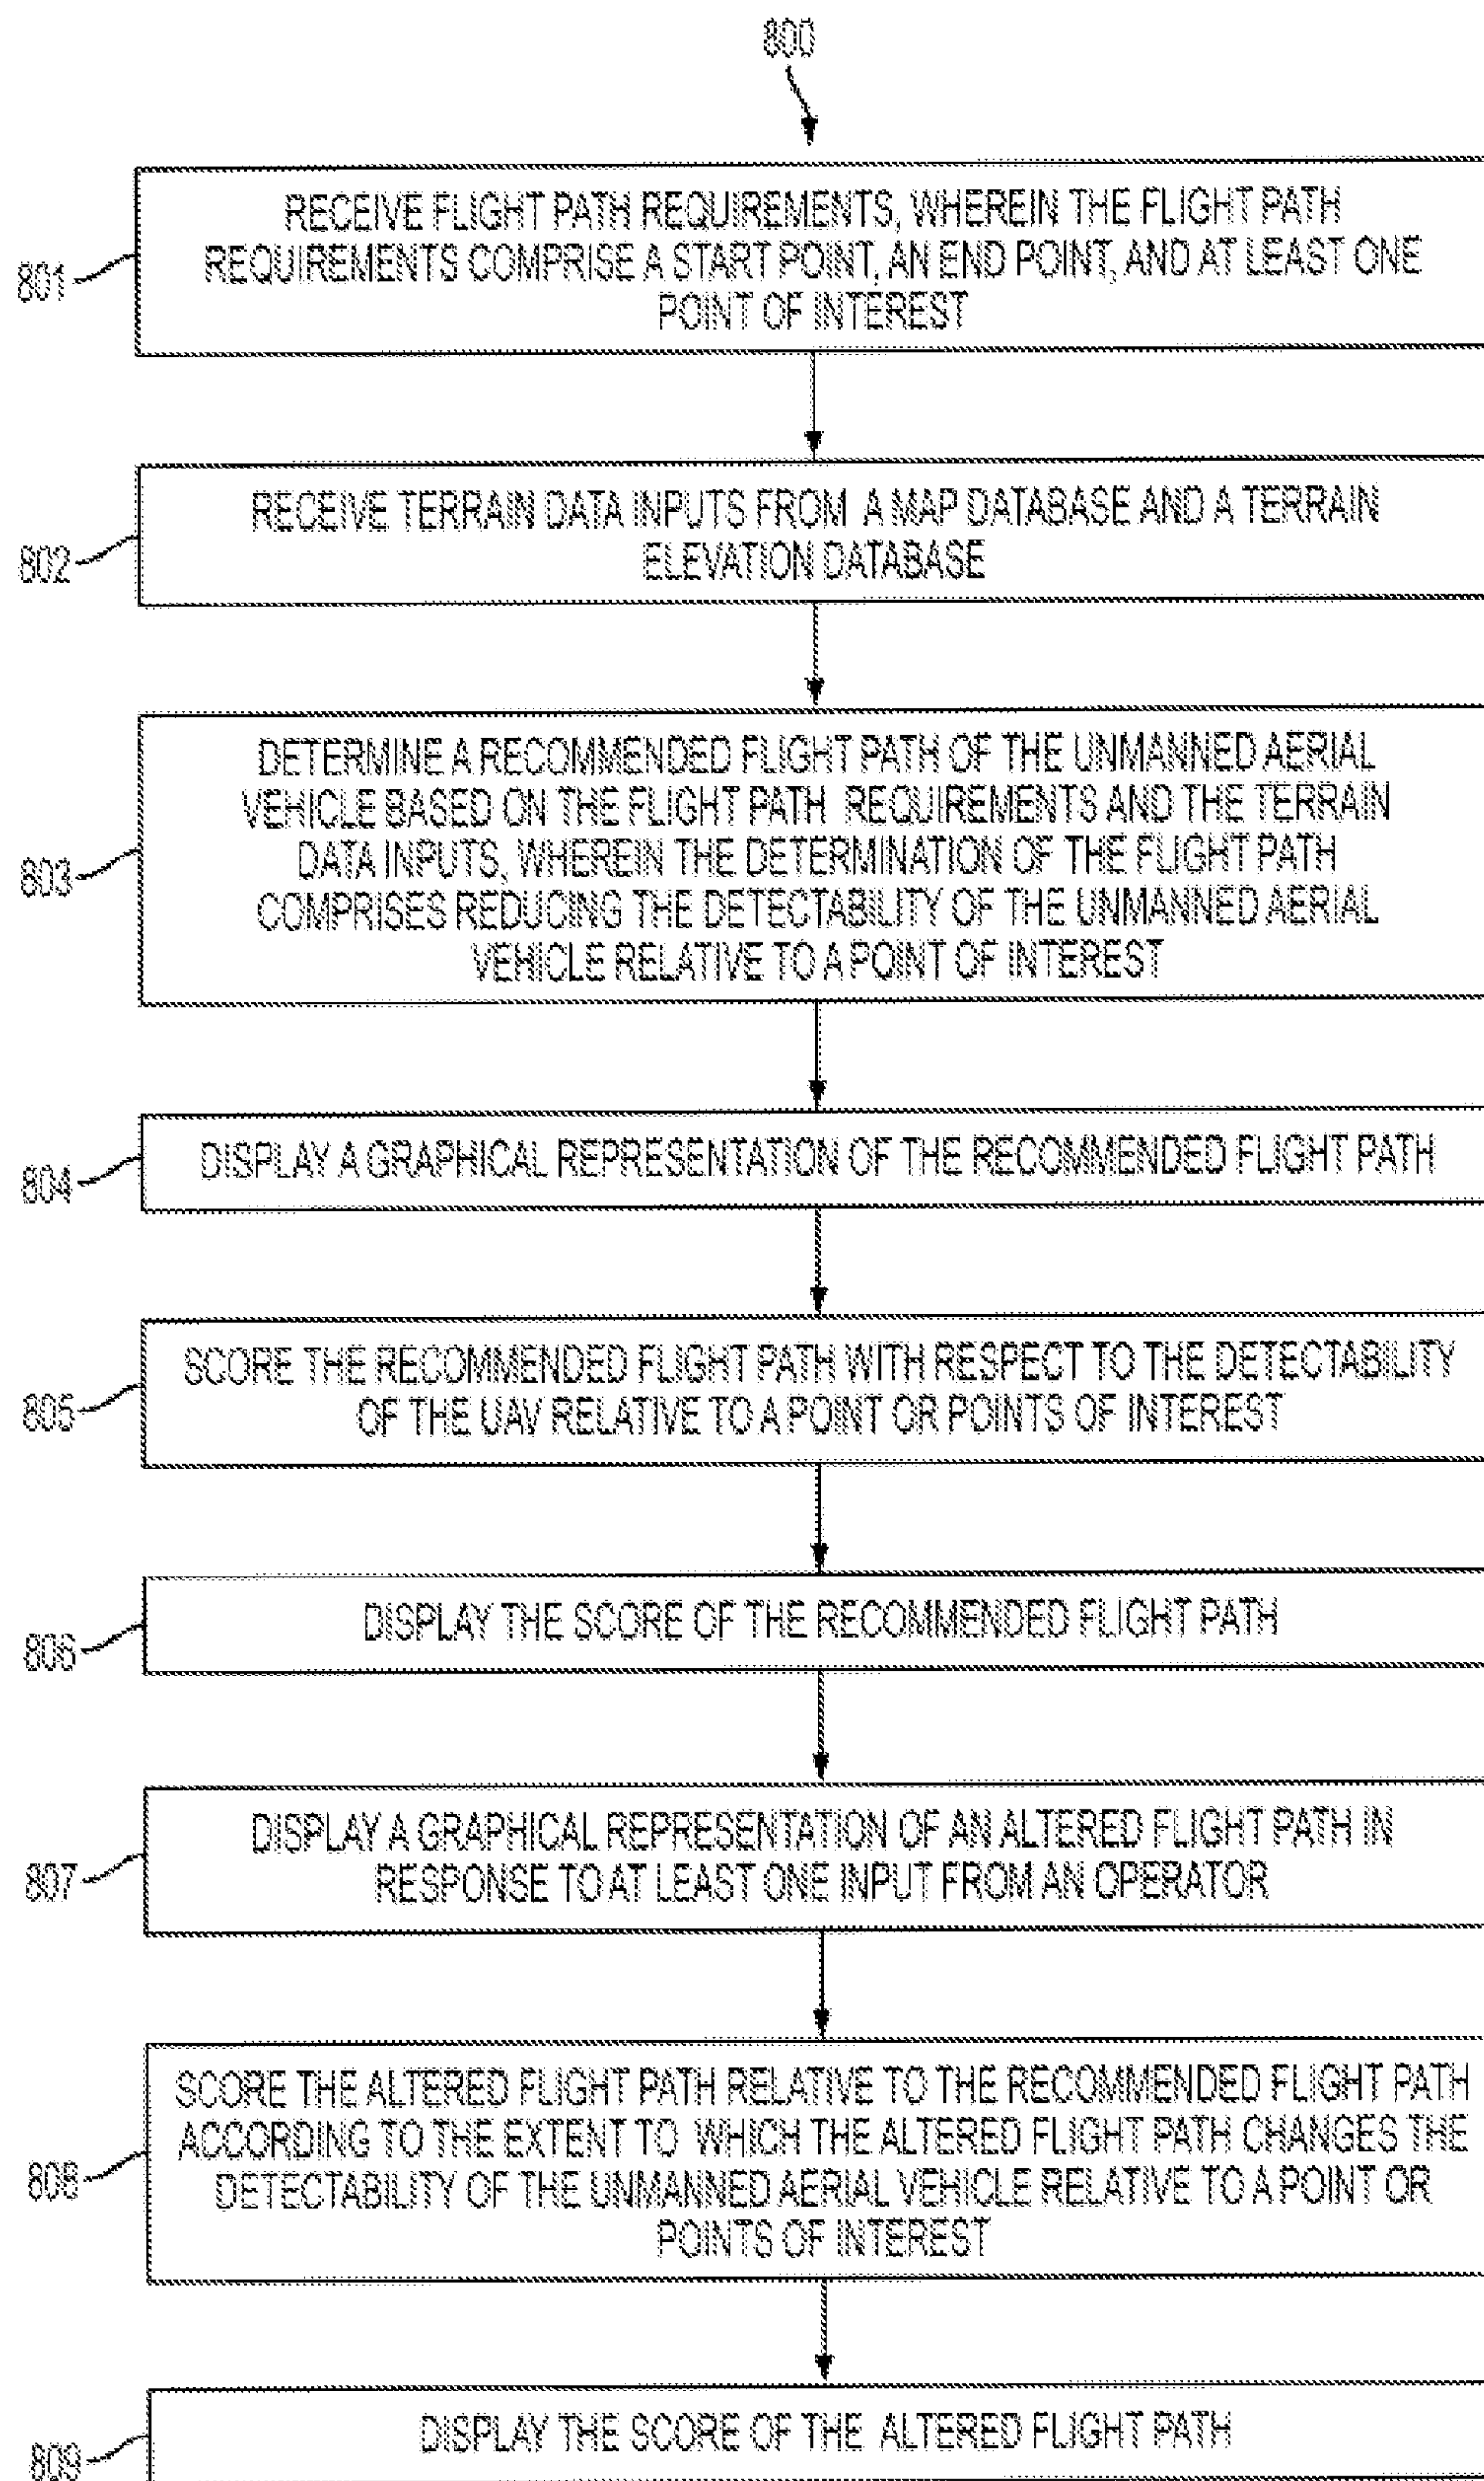 800
801
RECEIVE FLIGHT PATH REQUIREMENTS, WHEREIN THE FLIGHT PATH
REQUIREMENTS COMPRISE A START POINT, AN END POINT, AND AT LEAST ONE
POINT OF INTEREST
802
RECEIVE TERRAIN DATA INPUTS FROM A MAP DATABASE AND A TERRAIN
ELEVATION DATABASE
803
DETERMINE A RECOMMENDED FLIGHT PATH OF THE UNMANNED AERIAL
VEHICLE BASED ON THE FLIGHT PATH REQUIREMENTS AND THE TERRAIN
DATA INPUTS, WHEREIN THE DETERMINATION OF THE FLIGHT PATH
COMPRISES REDUCING THE DETECTABILITY OF THE UNMANNED AERIAL
VEHICLE RELATIVE TO A POINT OF INTEREST
804
DISPLAY A GRAPHICAL REPRESENTATION OF THE RECOMMENDED FLIGHT PATH
805
SCORE THE RECOMMENDED FLIGHT PATH WITH RESPECT TO THE DETECTABILITY
OF THE UAV RELATIVE TO A POINT OR POINTS OF INTEREST
806
DISPLAY THE SCORE OF THE RECOMMENDED FLIGHT PATH
807
DISPLAY A GRAPHICAL REPRESENTATION OF AN ALTERED FLIGHT PATH IN
RESPONSE TO AT LEAST ONE INPUT FROM AN OPERATOR
808
SCORE THE ALTERED FLIGHT PATH RELATIVE TO THE RECOMMENDED FLIGHT PATH
ACCORDING TO THE EXTENT TO WHICH THE ALTERED FLIGHT PATH CHANGES THE
DETECTABILITY OF THE UNMANNED AERIAL VEHICLE RELATIVE TO A POINT OR
POINTS OF INTEREST
809
DISPLAY THE SCORE OF THE ALTERED FLIGHT PATH